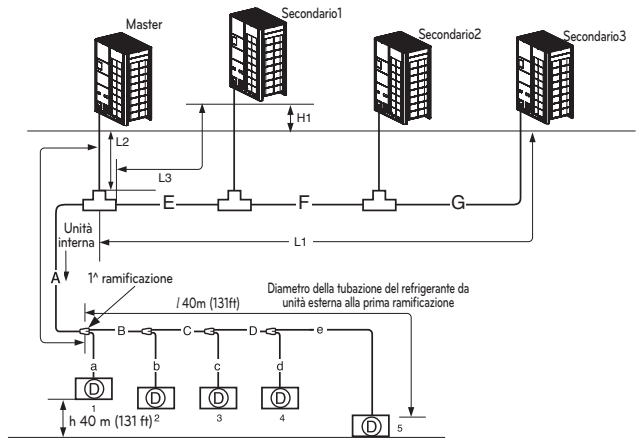 Master
Secondario1
Secondario2
Secondario3
H1
L2
L3
E
F
G
L1
Unità
interna
A
1^ ramificazione
Diametro della tubazione del refrigerante da
unità esterna alla prima ramificazione
l 40m (131ft)
B
C
D
e
a
b
c
d
D
D
D
D
D
1
2
3
4
5
h 40 m (131 ft)